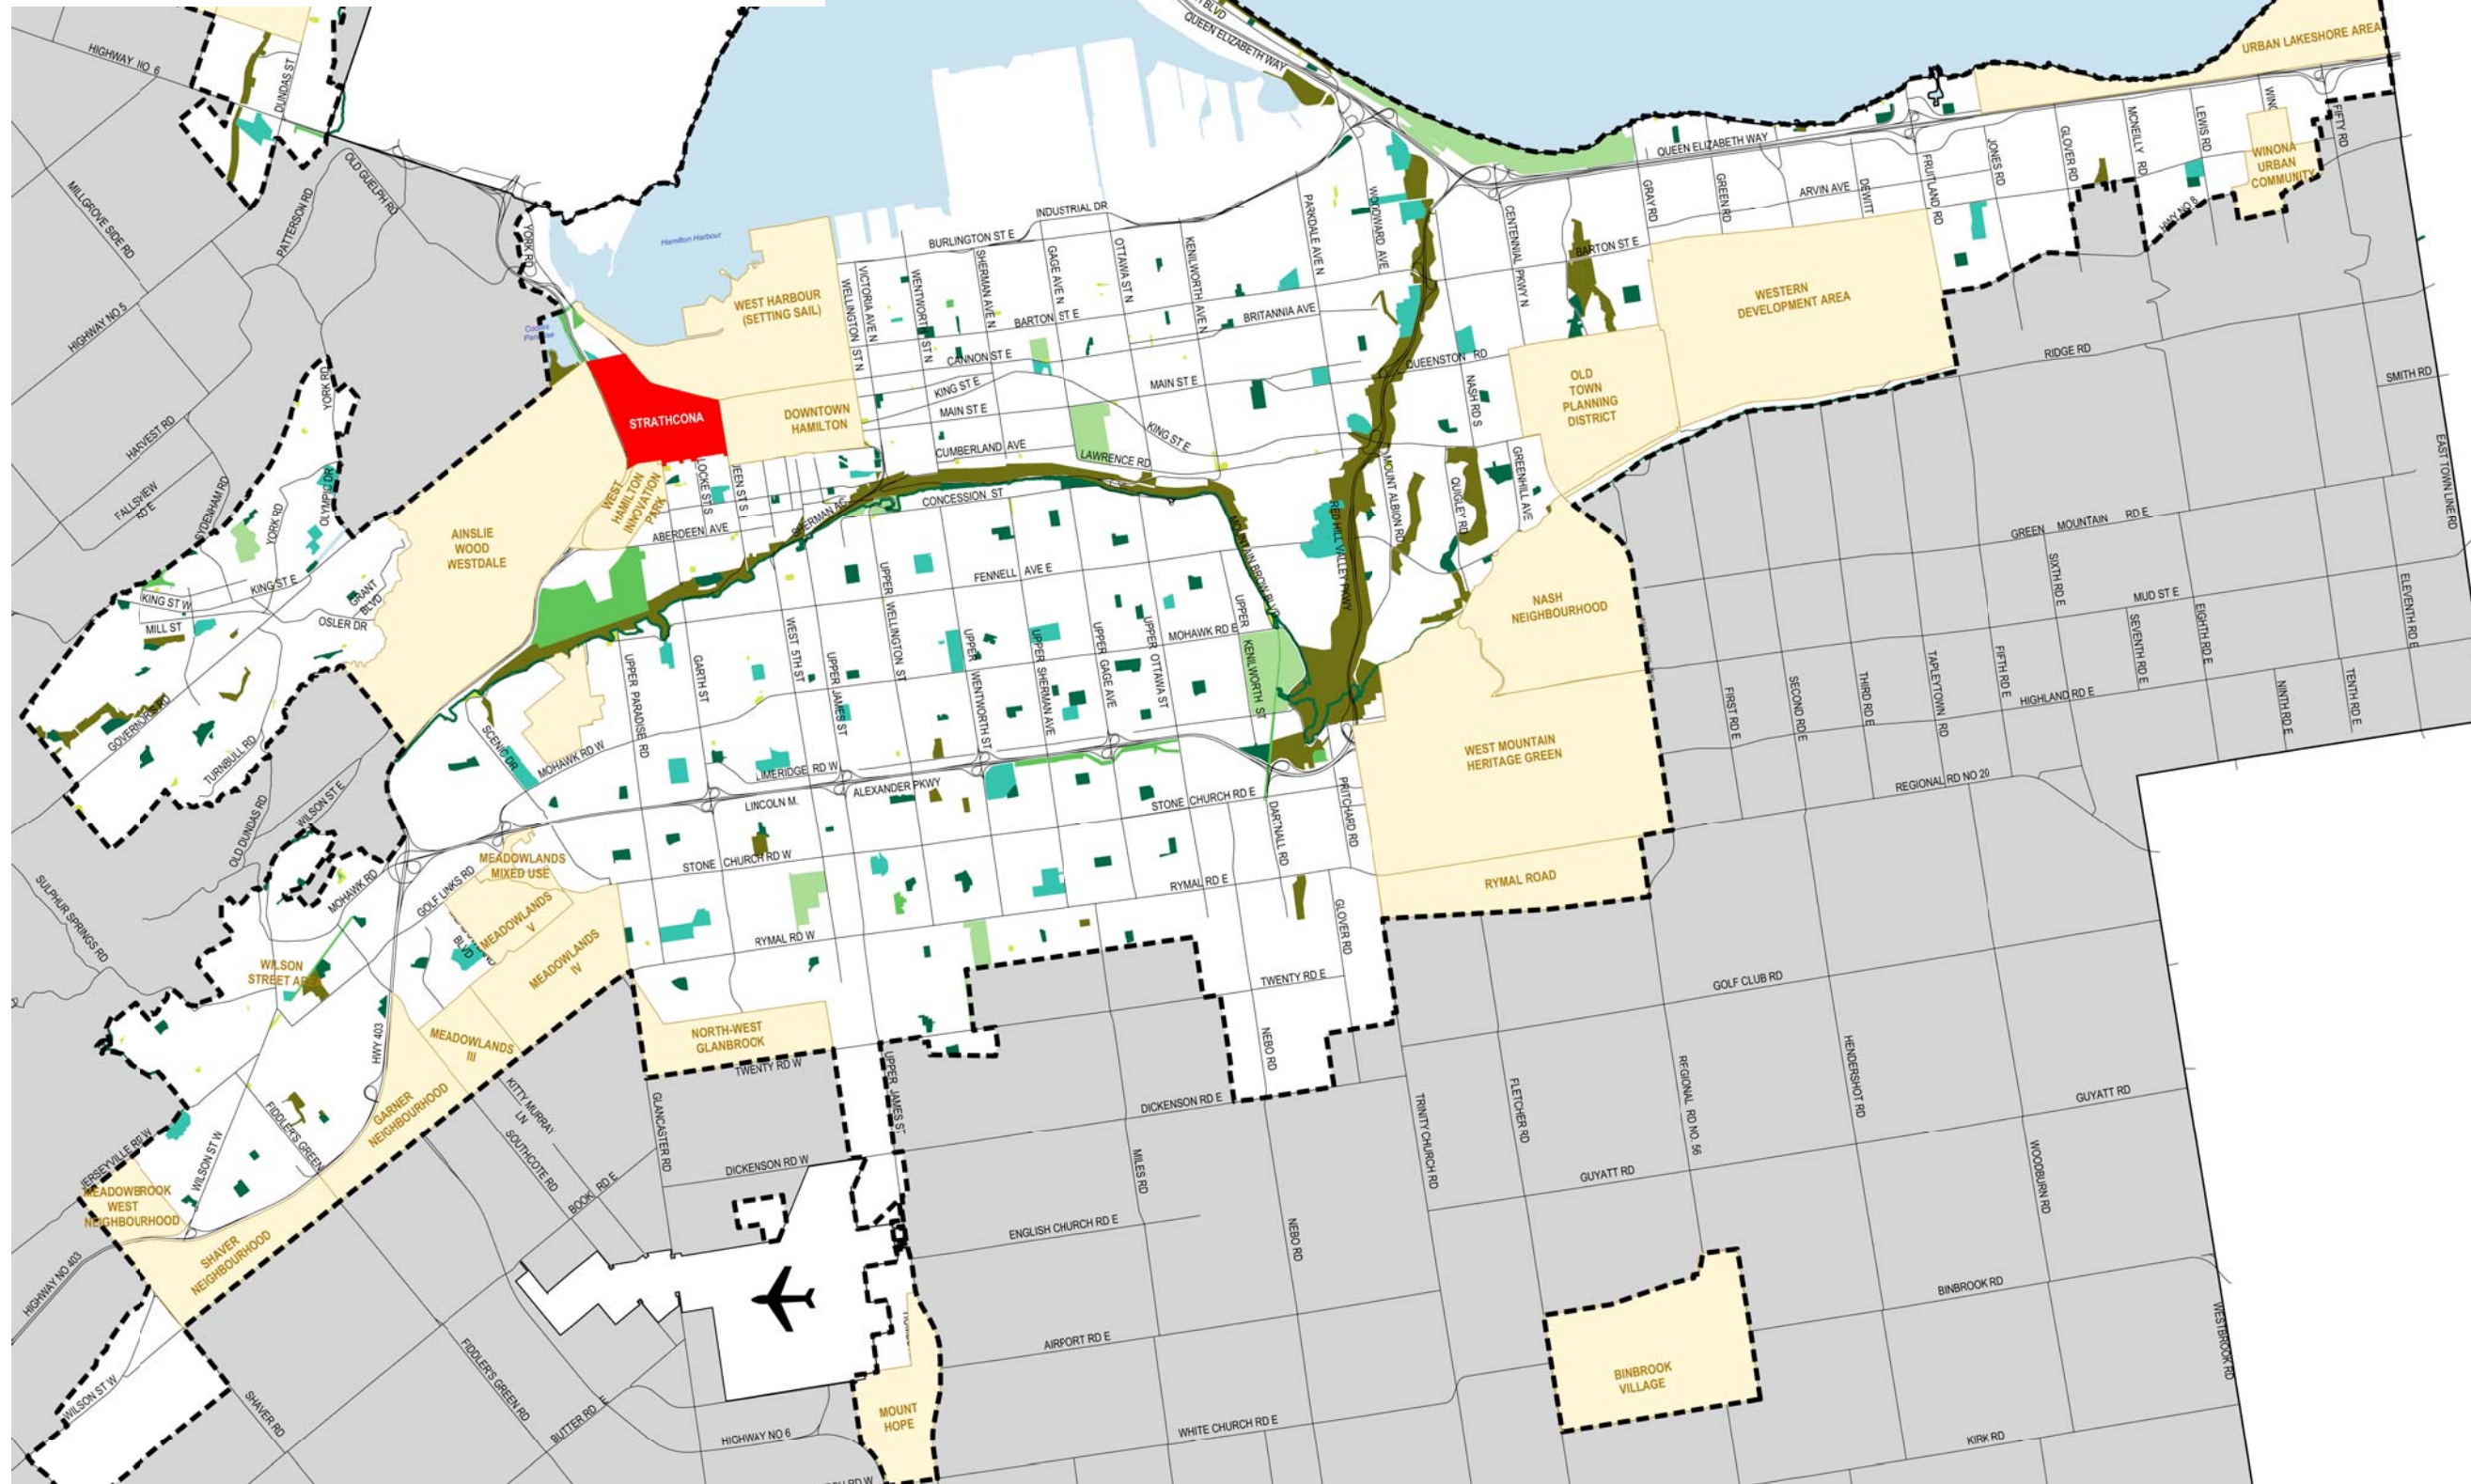 N BLVD
QUEEN ELIZABETH WAY
URBAN LAKESHORE AREA
HIGHWAY NO 6
DUNDAS ST
OLD GUELPH RD
PATTERSON RD
MILLGROVE SIDE RD
HIGHWAY NO 5
YORK RD
Hamilton Harbour
INDUSTRIAL DR
BURLINGTON ST E
PARKDALE AVE N
WOODWARD AVE
CENTENNIAL PKWY N
QUEEN ELIZABETH WAY
GRAY RD
GREEN RD
ARVIN AVE
DEWITT
FRUITLAND RD
JONES RD
GLOVER RD
MCNEILLY RD
LEWIS RD
FIFTY RD
WINONA
URBAN
COMMUNITY
HWY NO 8
BARTON ST E
VICTORIA AVE N
WELLINGTON ST N
WENTWORTH ST N
SHERMAN AVE N
GAGE AVE N
OTTAWA ST N
KENILWORTH AVE N
WEST HARBOUR
(SETTING SAIL)
BARTON ST E
BRITANNIA AVE
CANNON ST E
KING ST E
MAIN ST E
MAIN ST E
KING ST E
QUEENSTON RD
NASH RD S
WESTERN
DEVELOPMENT AREA
OLD
TOWN
PLANNING
DISTRICT
RIDGE RD
SMITH RD
EAST TOWN LINE RD
STRATHCONA
DOWNTOWN
HAMILTON
CUMBERLAND AVE
LAWRENCE RD
HARVEST RD
YORK RD
FALLSVIEW
RD E
SYDENHAM RD
YORK RD
OLYMPIC DR
WEST
HAMILTON
INNOVATION
PARK
LOCKE ST S
ABERDEEN AVE
CONCESSION ST
RED HILL VALLEY PKWY
MOUNT ALBION RD
QUIGLEY RD
GREENHILL AVE
AINSLIE
WOOD
WESTDALE
KING ST E
KING ST W
MILL ST
GRANT
BLVD
OSLER DR
FENNELL AVE E
MOUNTAIN BROW BLVD
NASH
NEIGHBOURHOOD
GREEN MOUNTAIN RD E
MUD ST E
SIXTH RD E
SEVENTH RD E
EIGHTH RD E
ELEVENTH RD E
GOVERNORS RD
TURNBULL RD
SCENIC DR
MOHAWK RD W
UPPER PARADISE RD
GARTH ST
WEST 5TH ST
UPPER JAMES ST
UPPER WELLINGTON ST
UPPER
WENTWORTH ST
UPPER SHERMAN AVE
UPPER GAGE AVE
UPPER OTTAWA ST
MOHAWK RD E
UPPER
KENILWORTH ST
WEST MOUNTAIN
HERITAGE GREEN
FIRST RD E
SECOND RD E
THIRD RD E
TAPLEYTOWN RD
FIFTH RD E
HIGHLAND RD E
NINTH RD E
TENTH RD E
LIMERIDGE RD W
LINCOLN M.
ALEXANDER PKWY
STONE CHURCH RD E
PRITCHARD RD
DARTNALL RD
REGIONAL RD NO 20
OLD DUNDAS RD
WILSON ST E
SULPHUR SPRINGS RD
MOHAWK RD
GOLF LINKS RD
MEADOWLANDS
MIXED USE
MEADOWLANDS
V
MEADOWLANDS
IV
STONE CHURCH RD W
RYMAL RD W
RYMAL RD E
RYMAL ROAD
GLOVER RD
TWENTY RD E
NEBO RD
GOLF CLUB RD
WILSON
STREET AREA
HWY 403
MEADOWLANDS
III
NORTH-WEST
GLANBROOK
TWENTY RD W
UPPER JAMES ST
GARNER
NEIGHBOURHOOD
KITTY MURRAY
LN
SOUTHCOTE RD
BOOK RD E
GLANCASTER RD
DICKENSON RD W
DICKENSON RD E
MILES RD
TRINITY CHURCH RD
FLETCHER RD
REGIONAL RD NO. 56
HENDERSHOT RD
WOODBURN RD
GUYATT RD
GUYATT RD
FIDDLER'S GREEN
JERSEYVILLE RD W
WILSON ST W
MEADOWBROOK
WEST
NEIGHBOURHOOD
SHAVER
NEIGHBOURHOOD
HIGHWAY NO 403
ENGLISH CHURCH RD E
NEBO RD
BINBROOK RD
WESTBROOK RD
AIRPORT RD E
BINBROOK
VILLAGE
MOUNT
HOPE
WILSON ST W
SHAVER RD
FIDDLER'S GREEN RD
BUTTER RD E
HIGHWAY NO 6
WHITE CHURCH RD E
KIRK RD